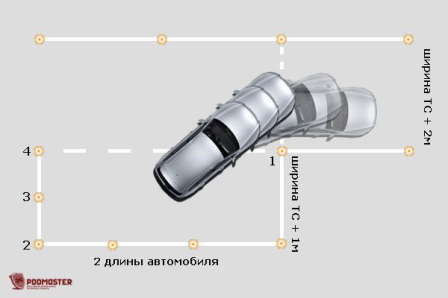 ширина ТС + 2м
4
1
3
ширина ТС + 1м
2
2 длины автомобиля
PODMOSTER